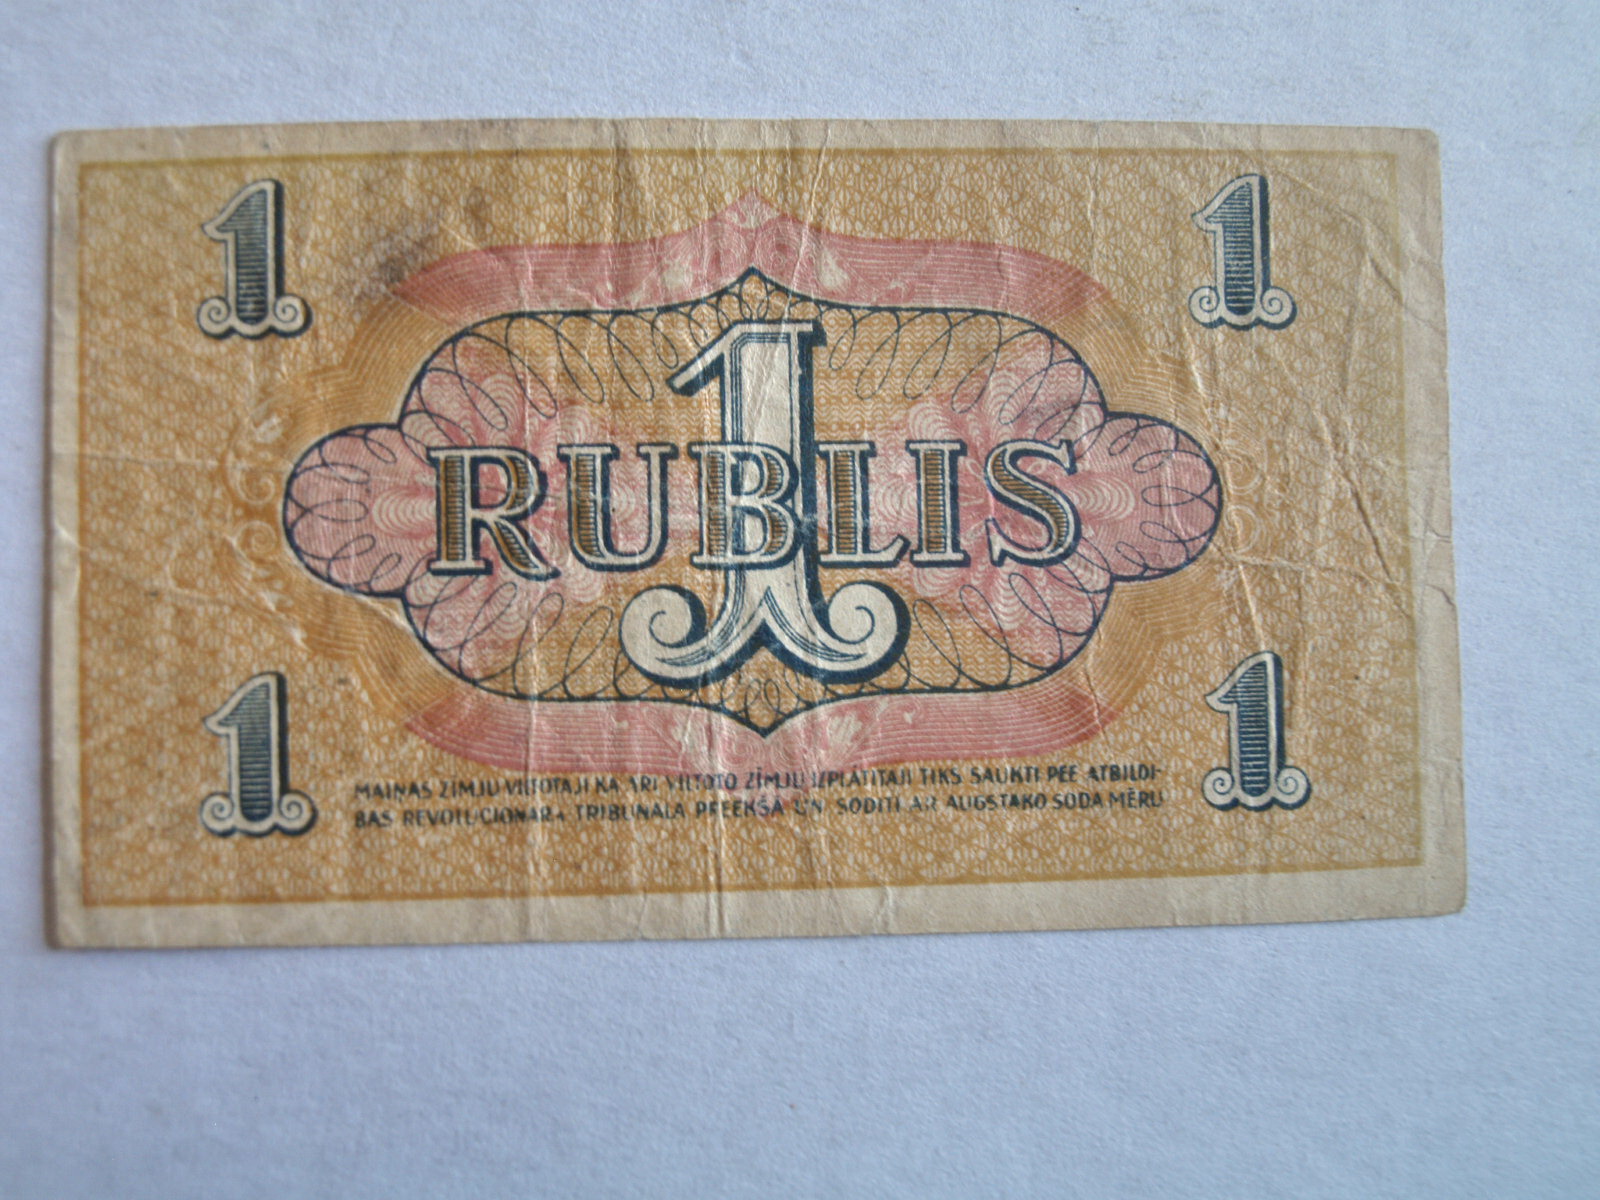 1 1
1
RUBLIS
1 1
MAIŅAS ZĪMJU VILTOTAJI KA ARI VILTOTO ZĪMJU IZPLATITAJI TIKS SAUKTI PEE ATBILDI-
BAS REVOLUCIONARA TRIBUNALA PREEKŠĀ UN SODITI AR AUGSTAKO SODA MĒRU